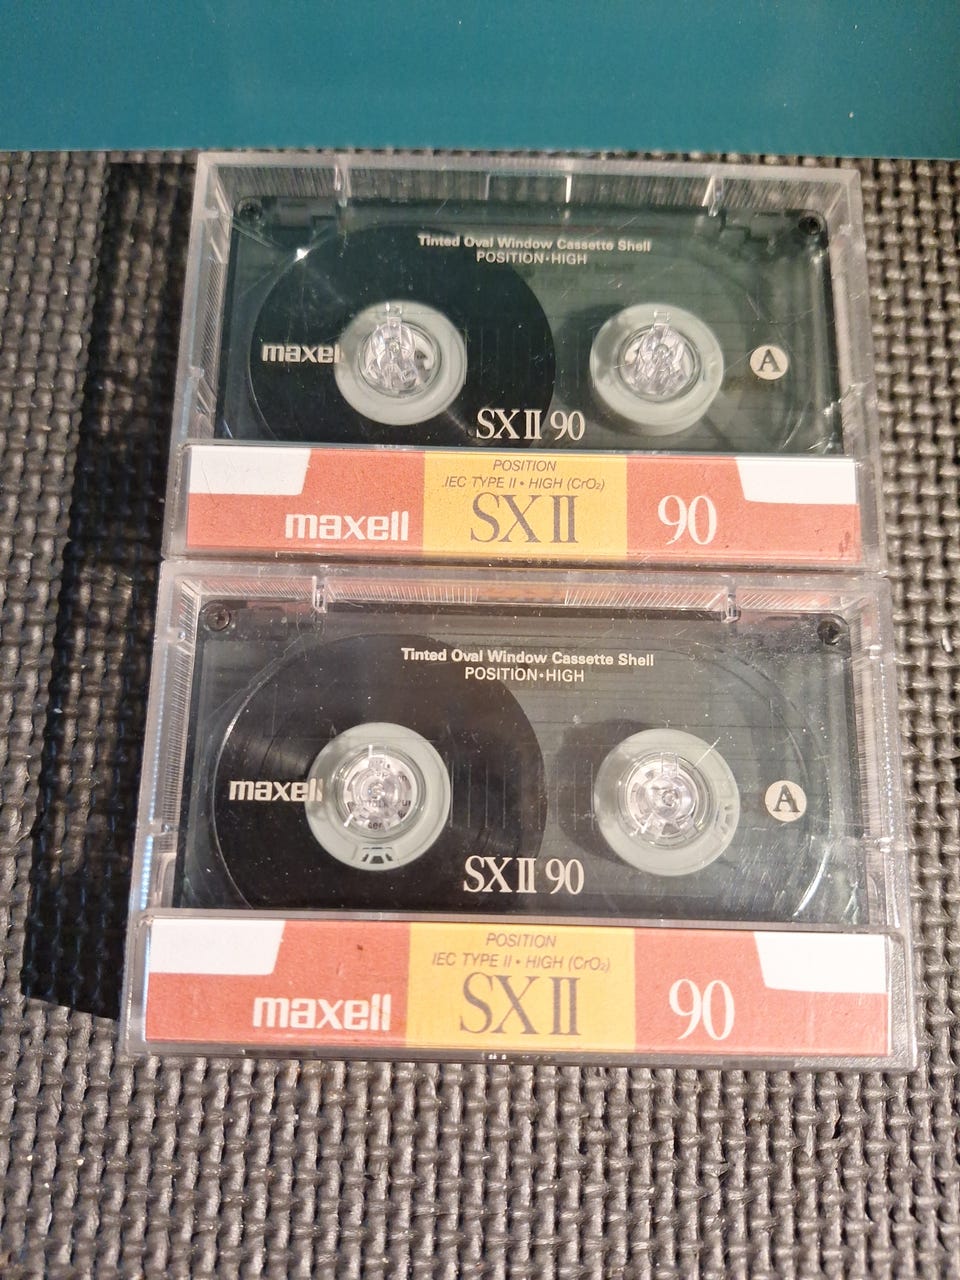 Tinted Oval Window Cassette Shell
POSITION·HIGH
maxell
A
SX II 90
POSITION
IEC TYPE II • HIGH (CrO₂)
maxell SX II 90
Tinted Oval Window Cassette Shell
POSITION·HIGH
maxell
A
SX II 90
POSITION
IEC TYPE II • HIGH (CrO₂)
maxell SX II 90